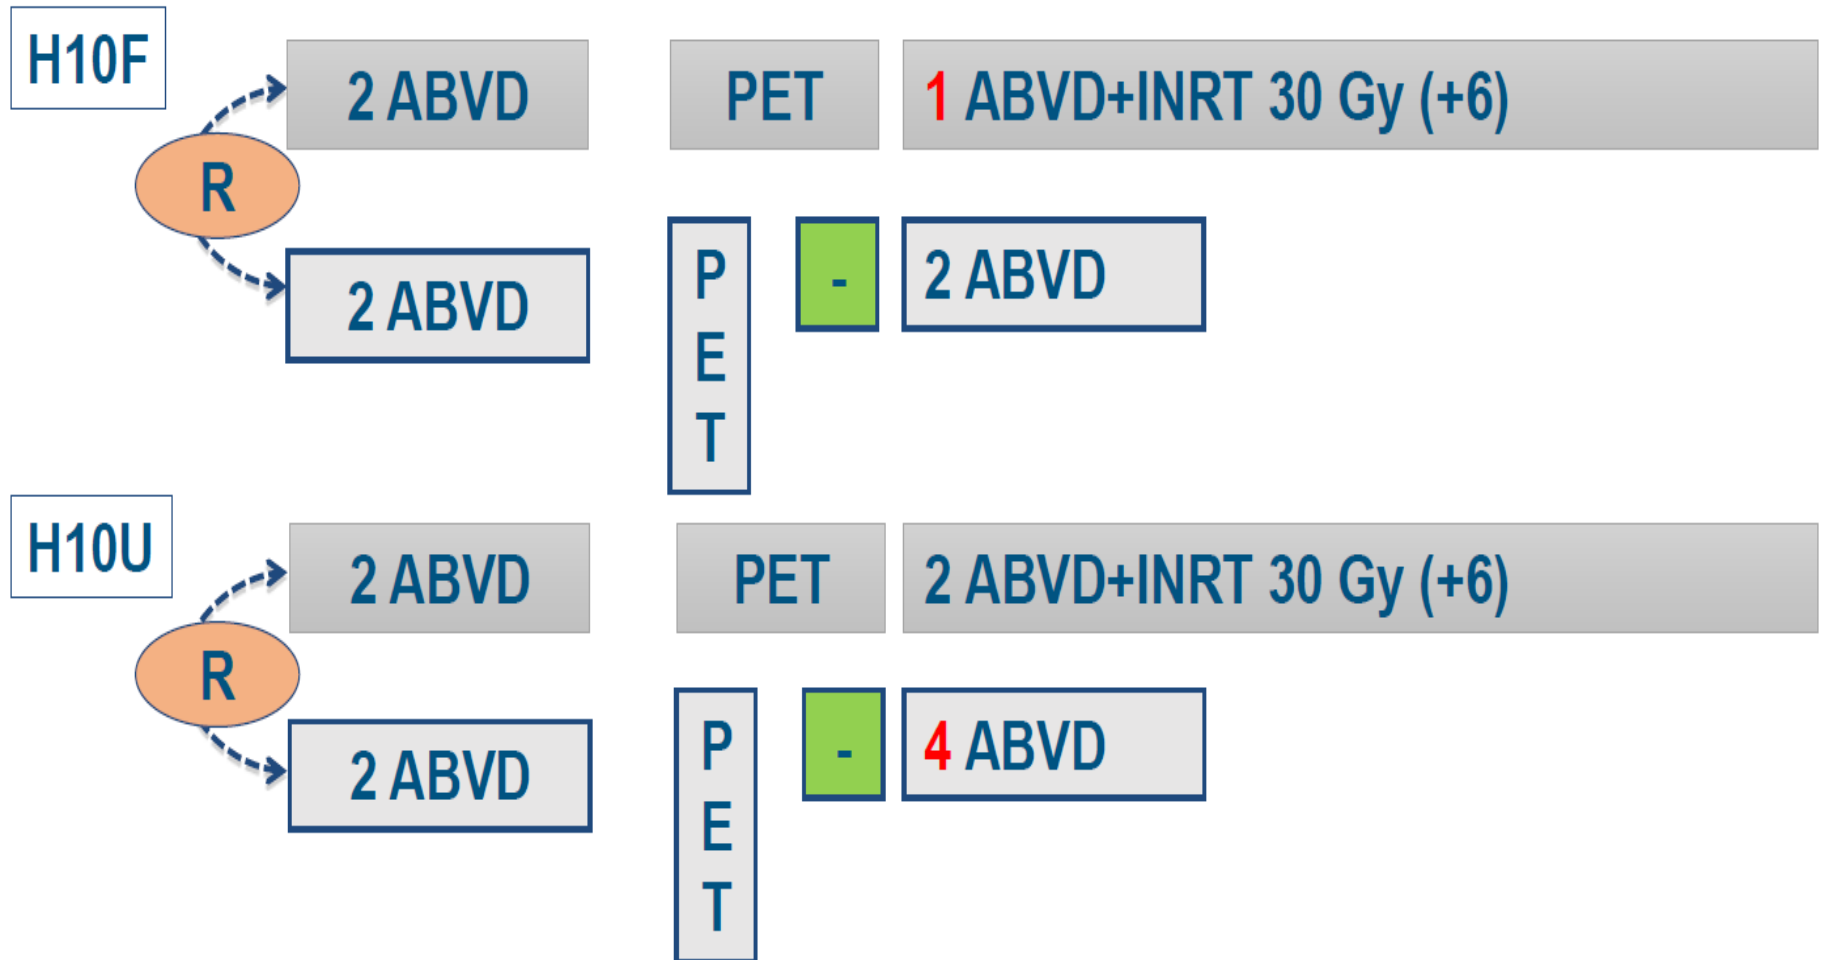 H10F
2 ABVD
PET
1 ABVD+INRT 30 Gy (+6)
R
2 ABVD
P
E
T
-
2 ABVD
H10U
2 ABVD
PET
2 ABVD+INRT 30 Gy (+6)
R
2 ABVD
P
E
T
-
4 ABVD